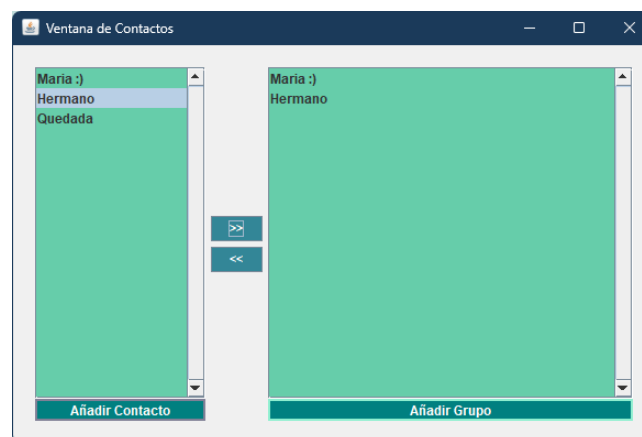 Ventana de Contactos
Maria :)
Hermano
Quedada
>>
<<
Maria :)
Hermano
Añadir Contacto
Añadir Grupo